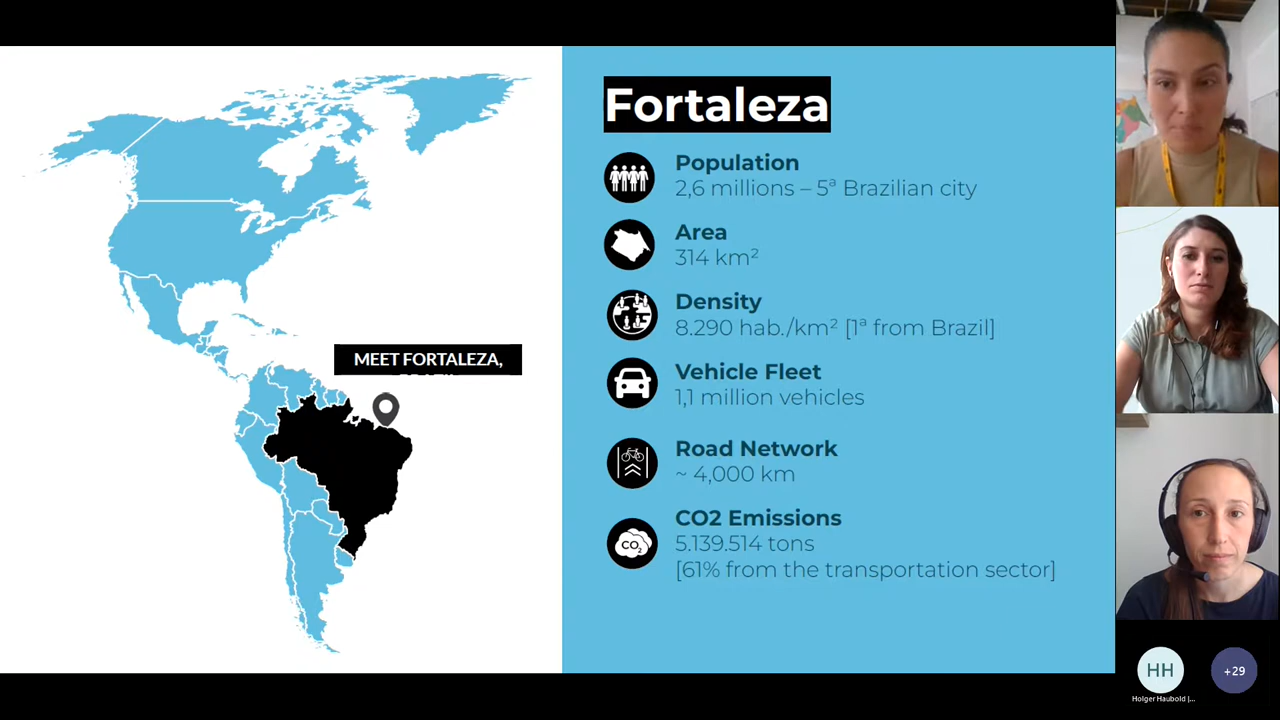 MEET FORTALEZA,
Fortaleza
Population
2,6 millions – 5ª Brazilian city
Area
314 km²
Density
8.290 hab./km² [1ª from Brazil]
Vehicle Fleet
1,1 million vehicles
Road Network
~ 4,000 km
CO2 Emissions
CO2
5.139.514 tons
[61% from the transportation sector]
HH
+29
Holger Haubold |...